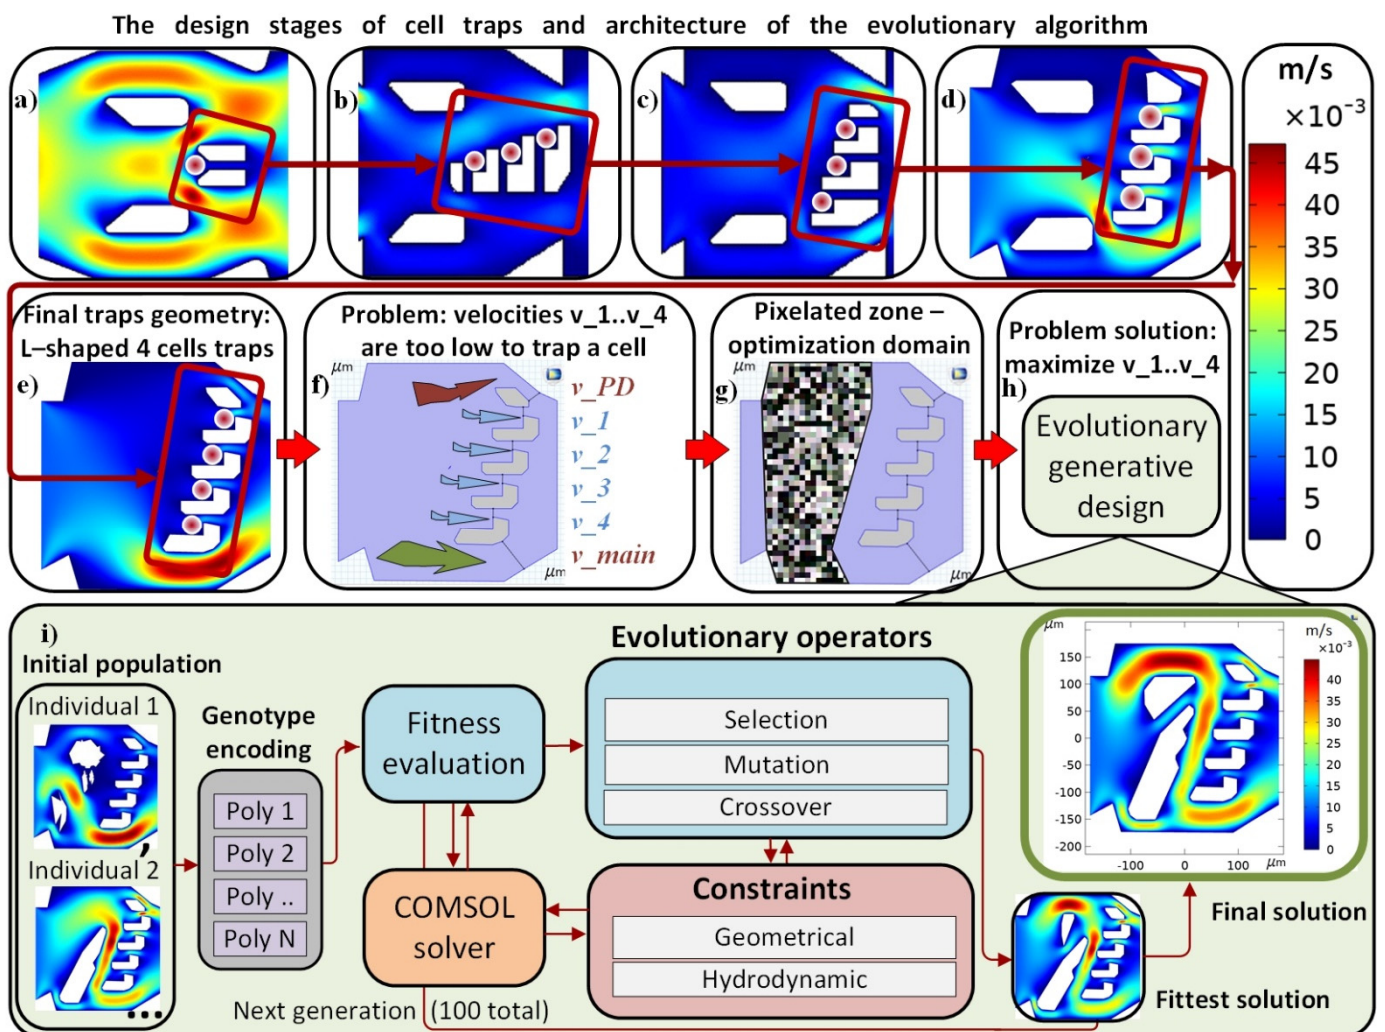 The design stages of cell traps and architecture of the evolutionary algorithm
a)
b)
c)
d)
m/s
×10⁻³
45
40
35
30
25
20
15
10
5
0
Final traps geometry:
L–shaped 4 cells traps
e)
Problem: velocities v_1..v_4
are too low to trap a cell
μm
f)
v_PD
v_1
v_2
v_3
v_4
v_main
μm
Pixelated zone –
optimization domain
μm
g)
μm
Problem solution:
maximize v_1..v_4
h)
Evolutionary
generative
design
i)
Initial population
Individual 1
,
Individual 2
...
Genotype
encoding
Poly 1
Poly 2
Poly ..
Poly N
Fitness
evaluation
COMSOL
solver
Next generation (100 total)
Evolutionary operators
Selection
Mutation
Crossover
Constraints
Geometrical
Hydrodynamic
μm
150
100
50
0
-50
-100
-150
-200
-100
0
100
μm
m/s
×10⁻³
40
35
30
25
20
15
10
5
0
Final solution
Fittest solution